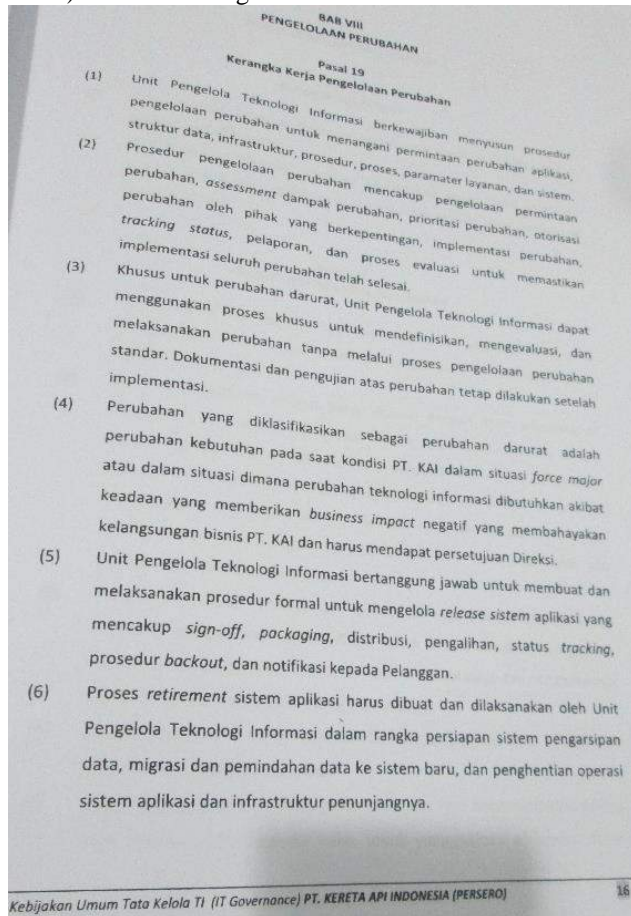 BAB VIII
PENGELOLAAN PERUBAHAN
Pasal 19
Kerangka Kerja Pengelolaan Perubahan
(1) Unit Pengelola Teknologi Informasi berkewajiban menyusun prosedur
pengelolaan perubahan untuk menangani permintaan perubahan aplikasi,
struktur data, infrastruktur, prosedur, proses, paramater layanan, dan sistem.
(2) Prosedur pengelolaan perubahan mencakup pengelolaan permintaan
perubahan, assessment dampak perubahan, prioritasi perubahan, otorisasi
perubahan oleh pihak yang berkepentingan, implementasi perubahan,
tracking status, pelaporan, dan proses evaluasi untuk memastikan
implementasi seluruh perubahan telah selesai.
(3) Khusus untuk perubahan darurat, Unit Pengelola Teknologi Informasi dapat
menggunakan proses khusus untuk mendefinisikan, mengevaluasi, dan
melaksanakan perubahan tanpa melalui proses pengelolaan perubahan
standar. Dokumentasi dan pengujian atas perubahan tetap dilakukan setelah
implementasi.
(4) Perubahan yang diklasifikasikan sebagai perubahan darurat adalah
perubahan kebutuhan pada saat kondisi PT. KAI dalam situasi force major
atau dalam situasi dimana perubahan teknologi informasi dibutuhkan akibat
keadaan yang memberikan business impact negatif yang membahayakan
kelangsungan bisnis PT. KAI dan harus mendapat persetujuan Direksi.
(5) Unit Pengelola Teknologi Informasi bertanggung jawab untuk membuat dan
melaksanakan prosedur formal untuk mengelola release sistem aplikasi yang
mencakup sign-off, packaging, distribusi, pengalihan, status tracking,
prosedur backout, dan notifikasi kepada Pelanggan.
(6) Proses retirement sistem aplikasi harus dibuat dan dilaksanakan oleh Unit
Pengelola Teknologi Informasi dalam rangka persiapan sistem pengarsipan
data, migrasi dan pemindahan data ke sistem baru, dan penghentian operasi
sistem aplikasi dan infrastruktur penunjangnya.
Kebijakan Umum Tata Kelola TI (IT Governance) PT. KERETA API INDONESIA (PERSERO) 16